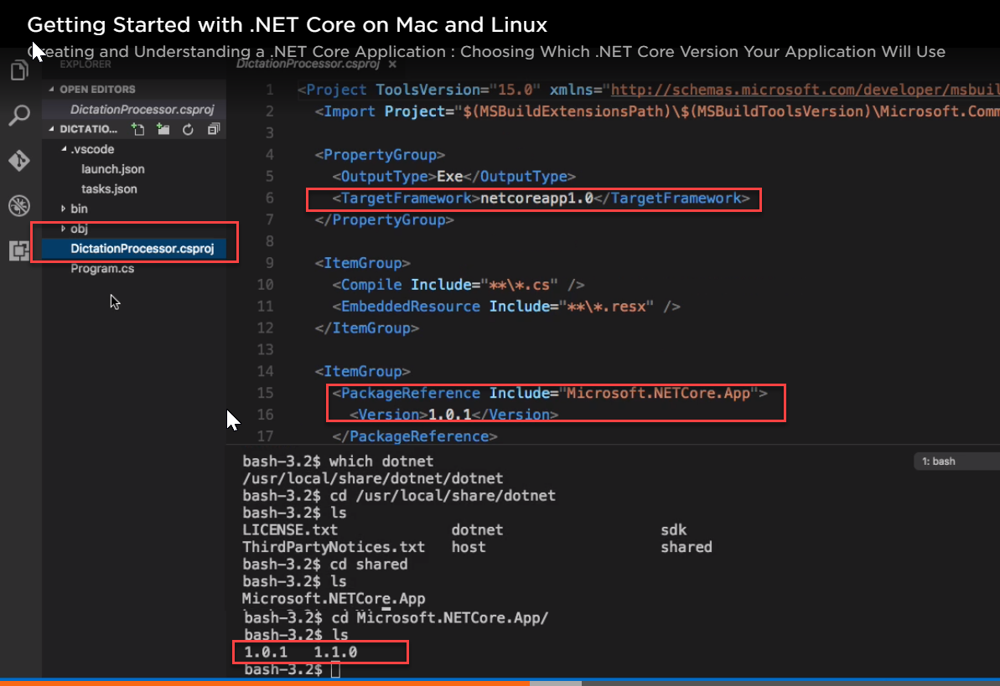 Getting Started with .NET Core on Mac and Linux
Creating and Understanding a .NET Core Application : Choosing Which .NET Core Version Your Application Will Use
EXPLORER
OPEN EDITORS
DictationProcessor.csproj
DICTATIO...
.vscode
launch.json
tasks.json
bin
obj
DictationProcessor.csproj
Program.cs
DictationProcessor.csproj ×
1 <Project ToolsVersion="15.0" xmlns="http://schemas.microsoft.com/developer/msbuil
2 <Import Project="$(MSBuildExtensionsPath)\$(MSBuildToolsVersion)\Microsoft.Comm
3
4 <PropertyGroup>
5 <OutputType>Exe</OutputType>
6 <TargetFramework>netcoreapp1.0</TargetFramework>
7 </PropertyGroup>
8
9 <ItemGroup>
10 <Compile Include="**\*.cs" />
11 <EmbeddedResource Include="**\*.resx" />
12 </ItemGroup>
13
14 <ItemGroup>
15 <PackageReference Include="Microsoft.NETCore.App">
16 <Version>1.0.1</Version>
17 </PackageReference>
1: bash
bash-3.2$ which dotnet
/usr/local/share/dotnet/dotnet
bash-3.2$ cd /usr/local/share/dotnet
bash-3.2$ ls
LICENSE.txt dotnet sdk
ThirdPartyNotices.txt host shared
bash-3.2$ cd shared
bash-3.2$ ls
Microsoft.NETCore.App
bash-3.2$ cd Microsoft.NETCore.App/
bash-3.2$ ls
1.0.1 1.1.0
bash-3.2$